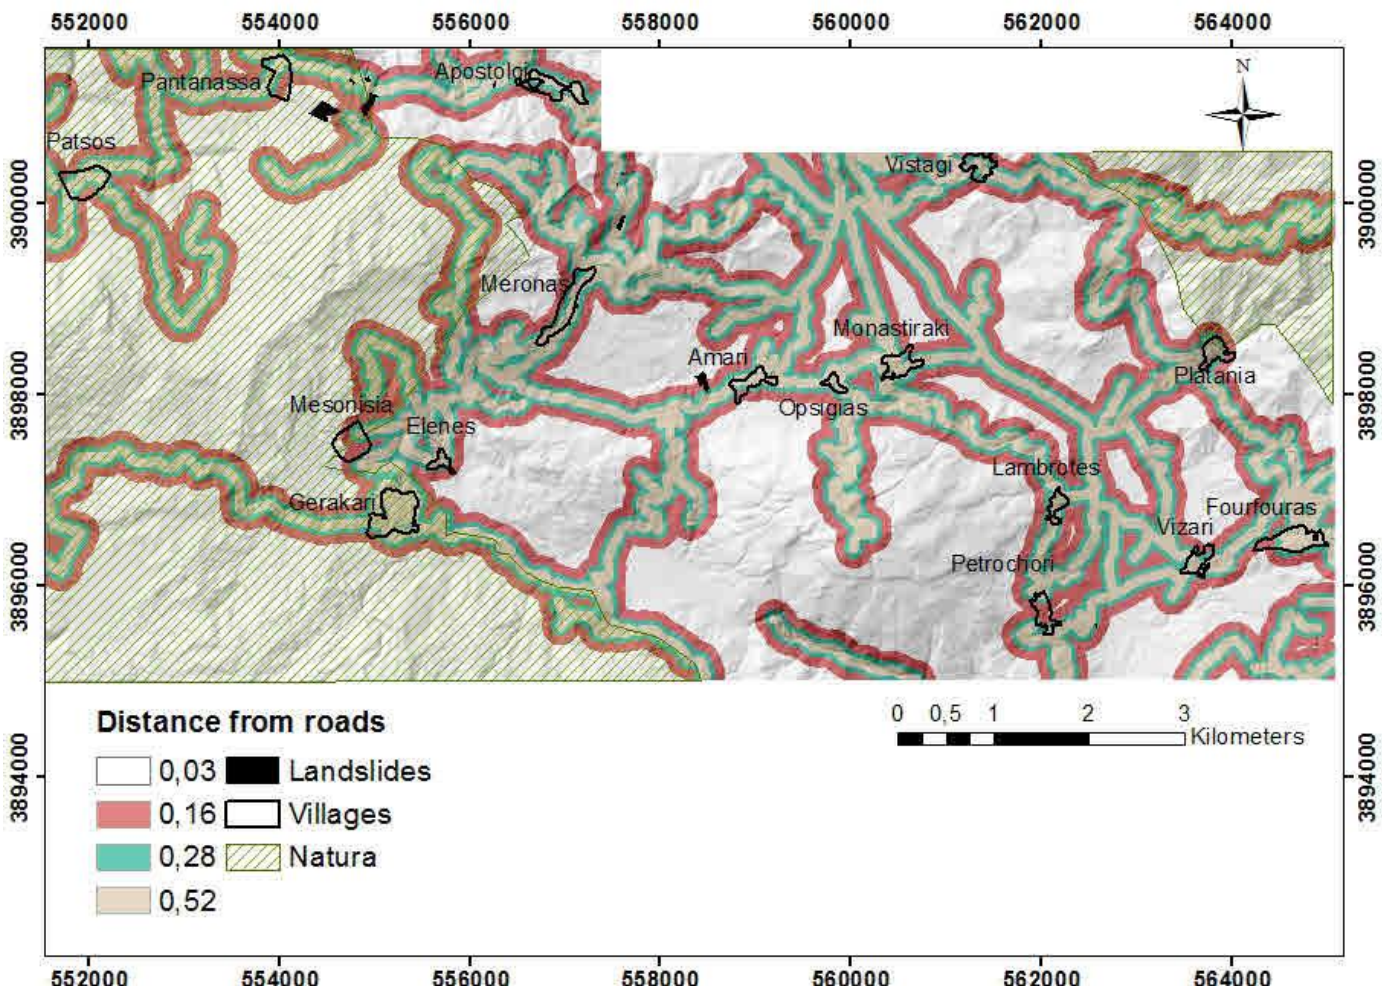 552000 554000 556000 558000 560000 562000 564000
N
Apostoloi
Pantanassa
Patsos
Vistagi
3900000 3900000
Meronas
Monastiraki
Amari
Platania
3898000 3898000
Mesonisia
Opsigias
Elenes
Lambrotes
Gerakari
Fourfouras
Vizari
Petrochori
3896000 3896000
Distance from roads
0 0,5 1 2 3
Kilometers
0,03 Landslides
3894000 3894000
0,16 Villages
0,28 Natura
0,52
552000 554000 556000 558000 560000 562000 564000